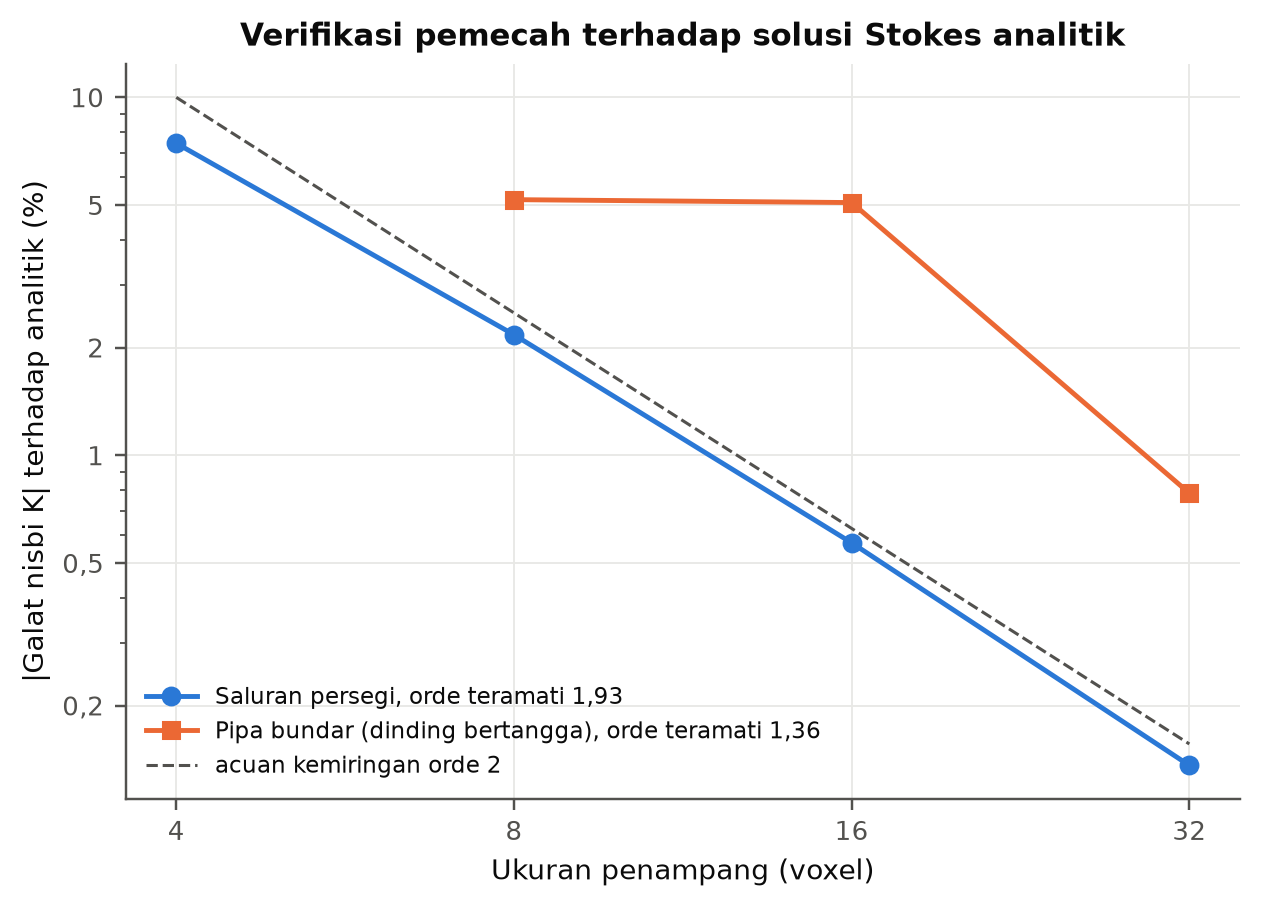 Verifikasi pemecah terhadap solusi Stokes analitik
|Galat nisbi K| terhadap analitik (%)
10
5
2
1
0,5
0,2
Saluran persegi, orde teramati 1,93
Pipa bundar (dinding bertangga), orde teramati 1,36
acuan kemiringan orde 2
4 8 16 32
Ukuran penampang (voxel)